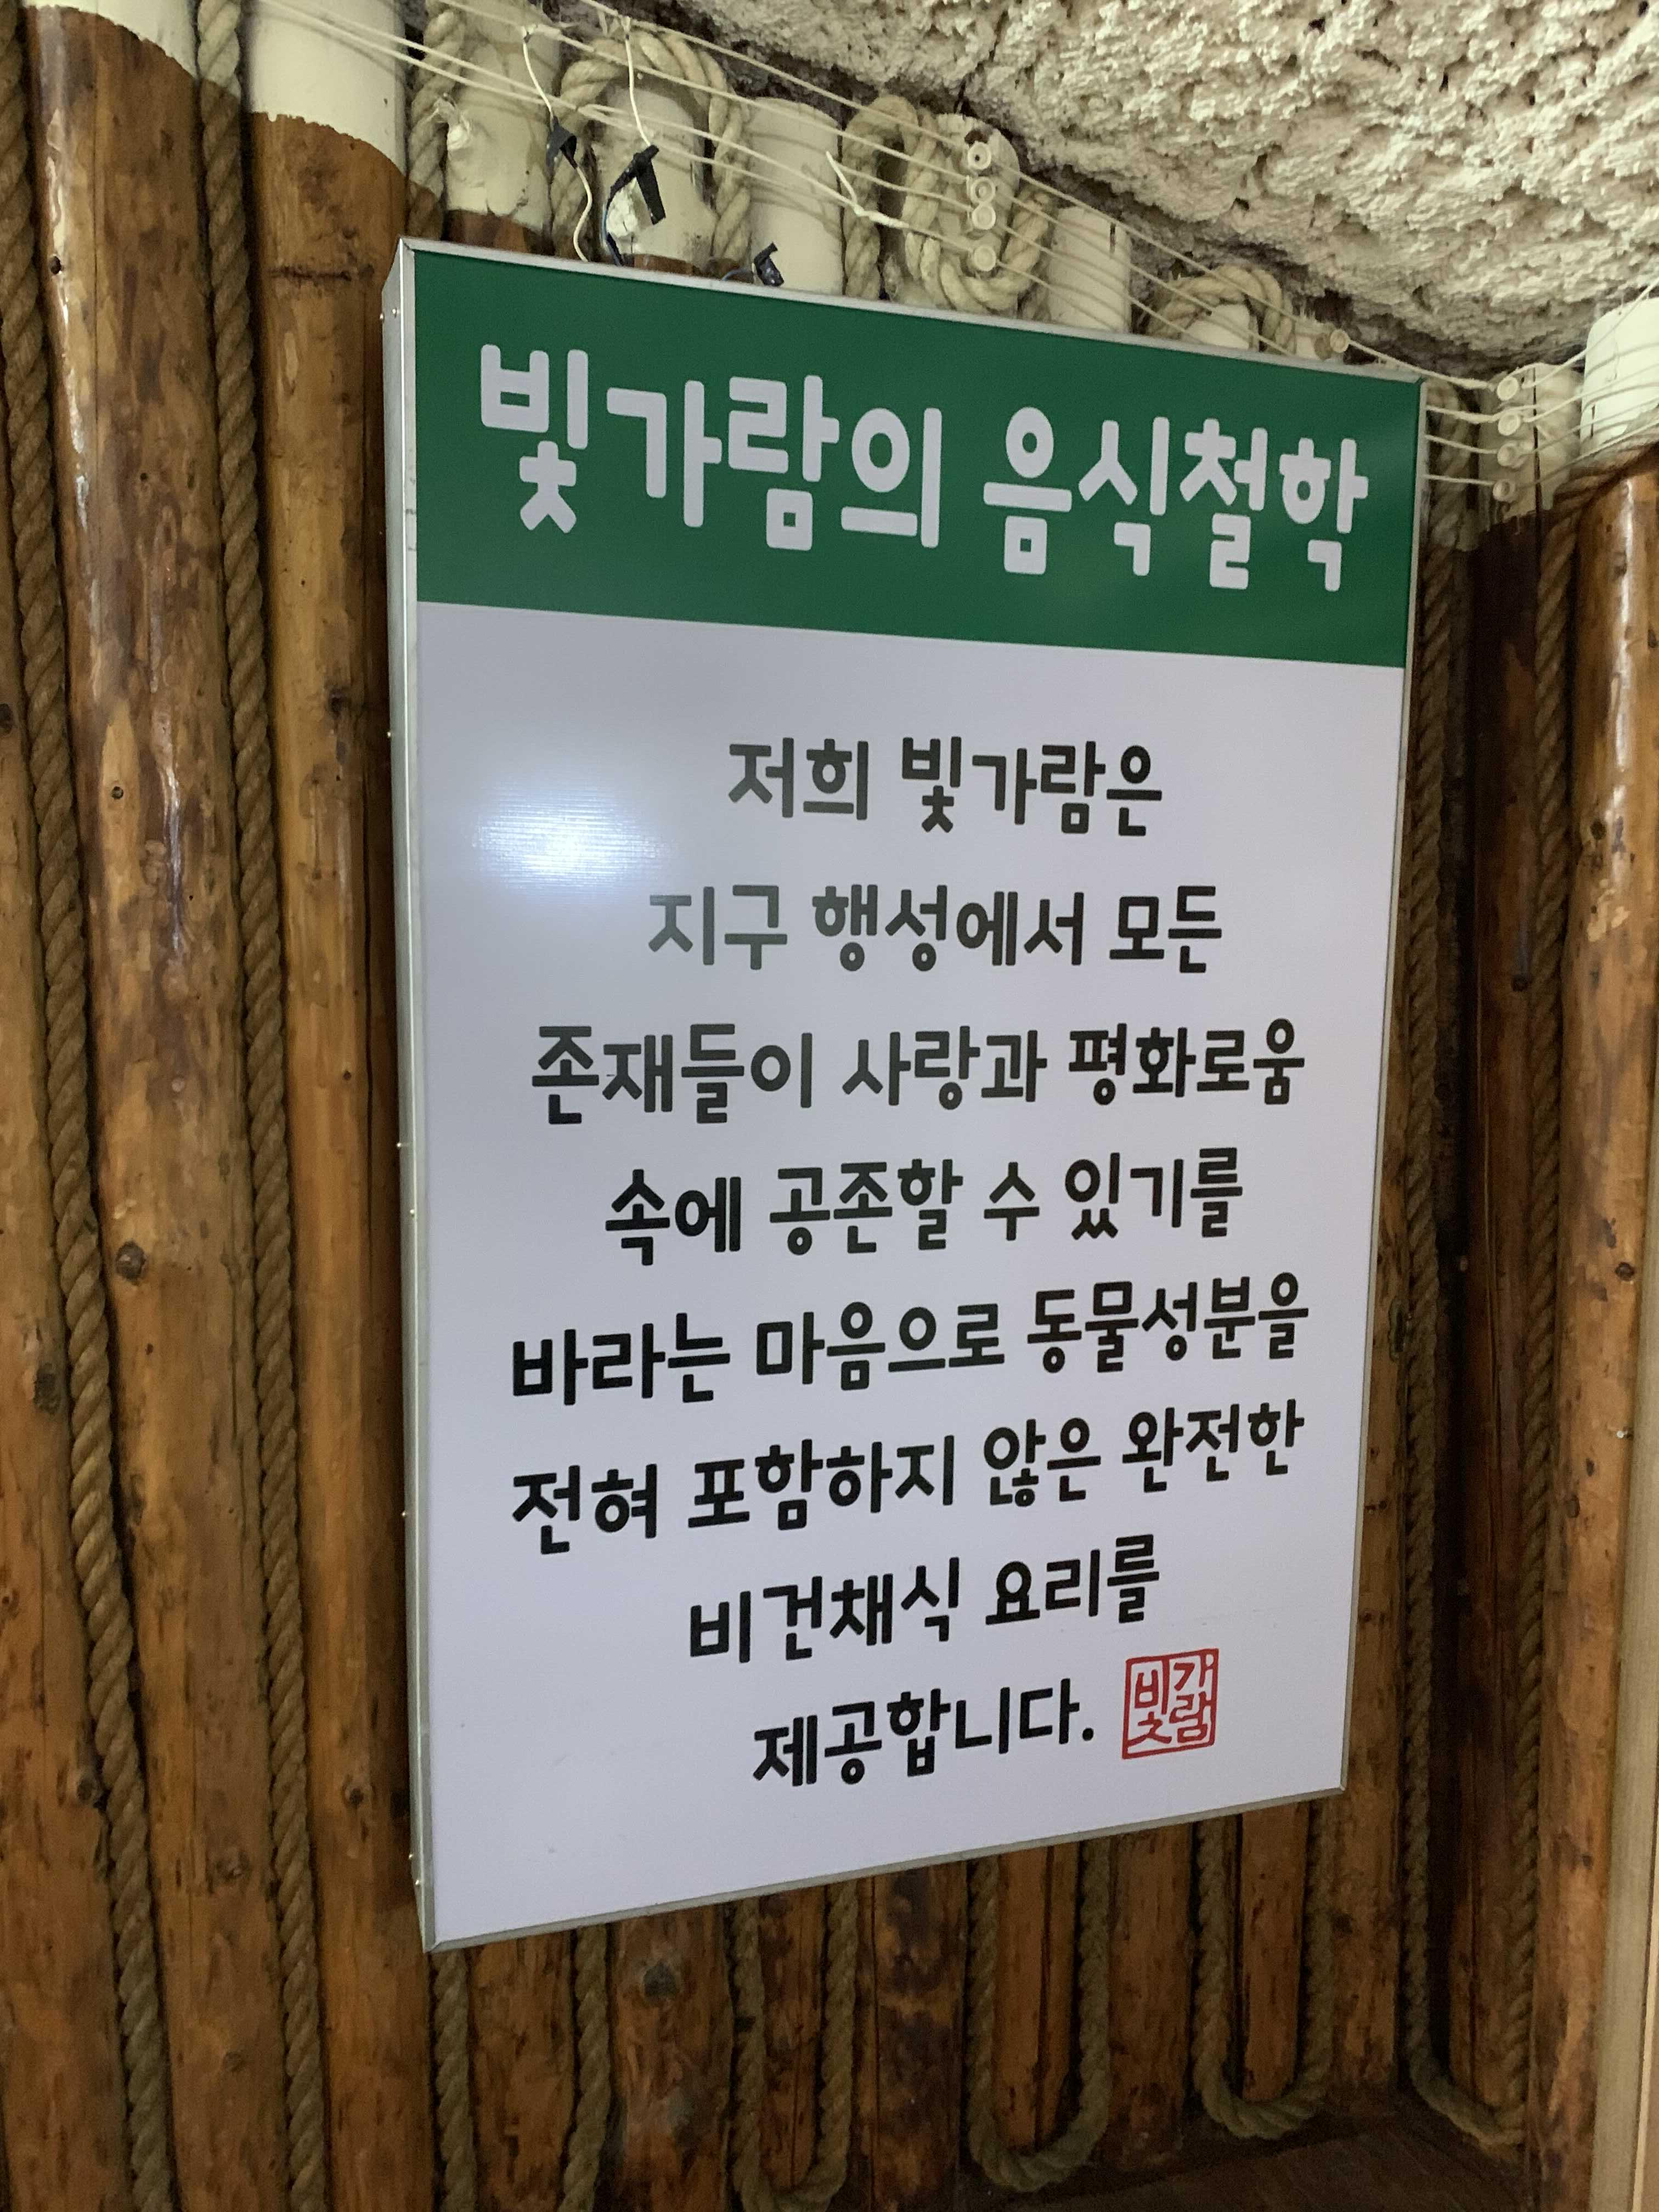 빛가람의 음식철학
저희 빛가람은
지구 행성에서 모든
존재들이 사랑과 평화로움
속에 공존할 수 있기를
바라는 마음으로 동물성분을
전혀 포함하지 않은 완전한
비건채식 요리를
제공합니다.
빛가람